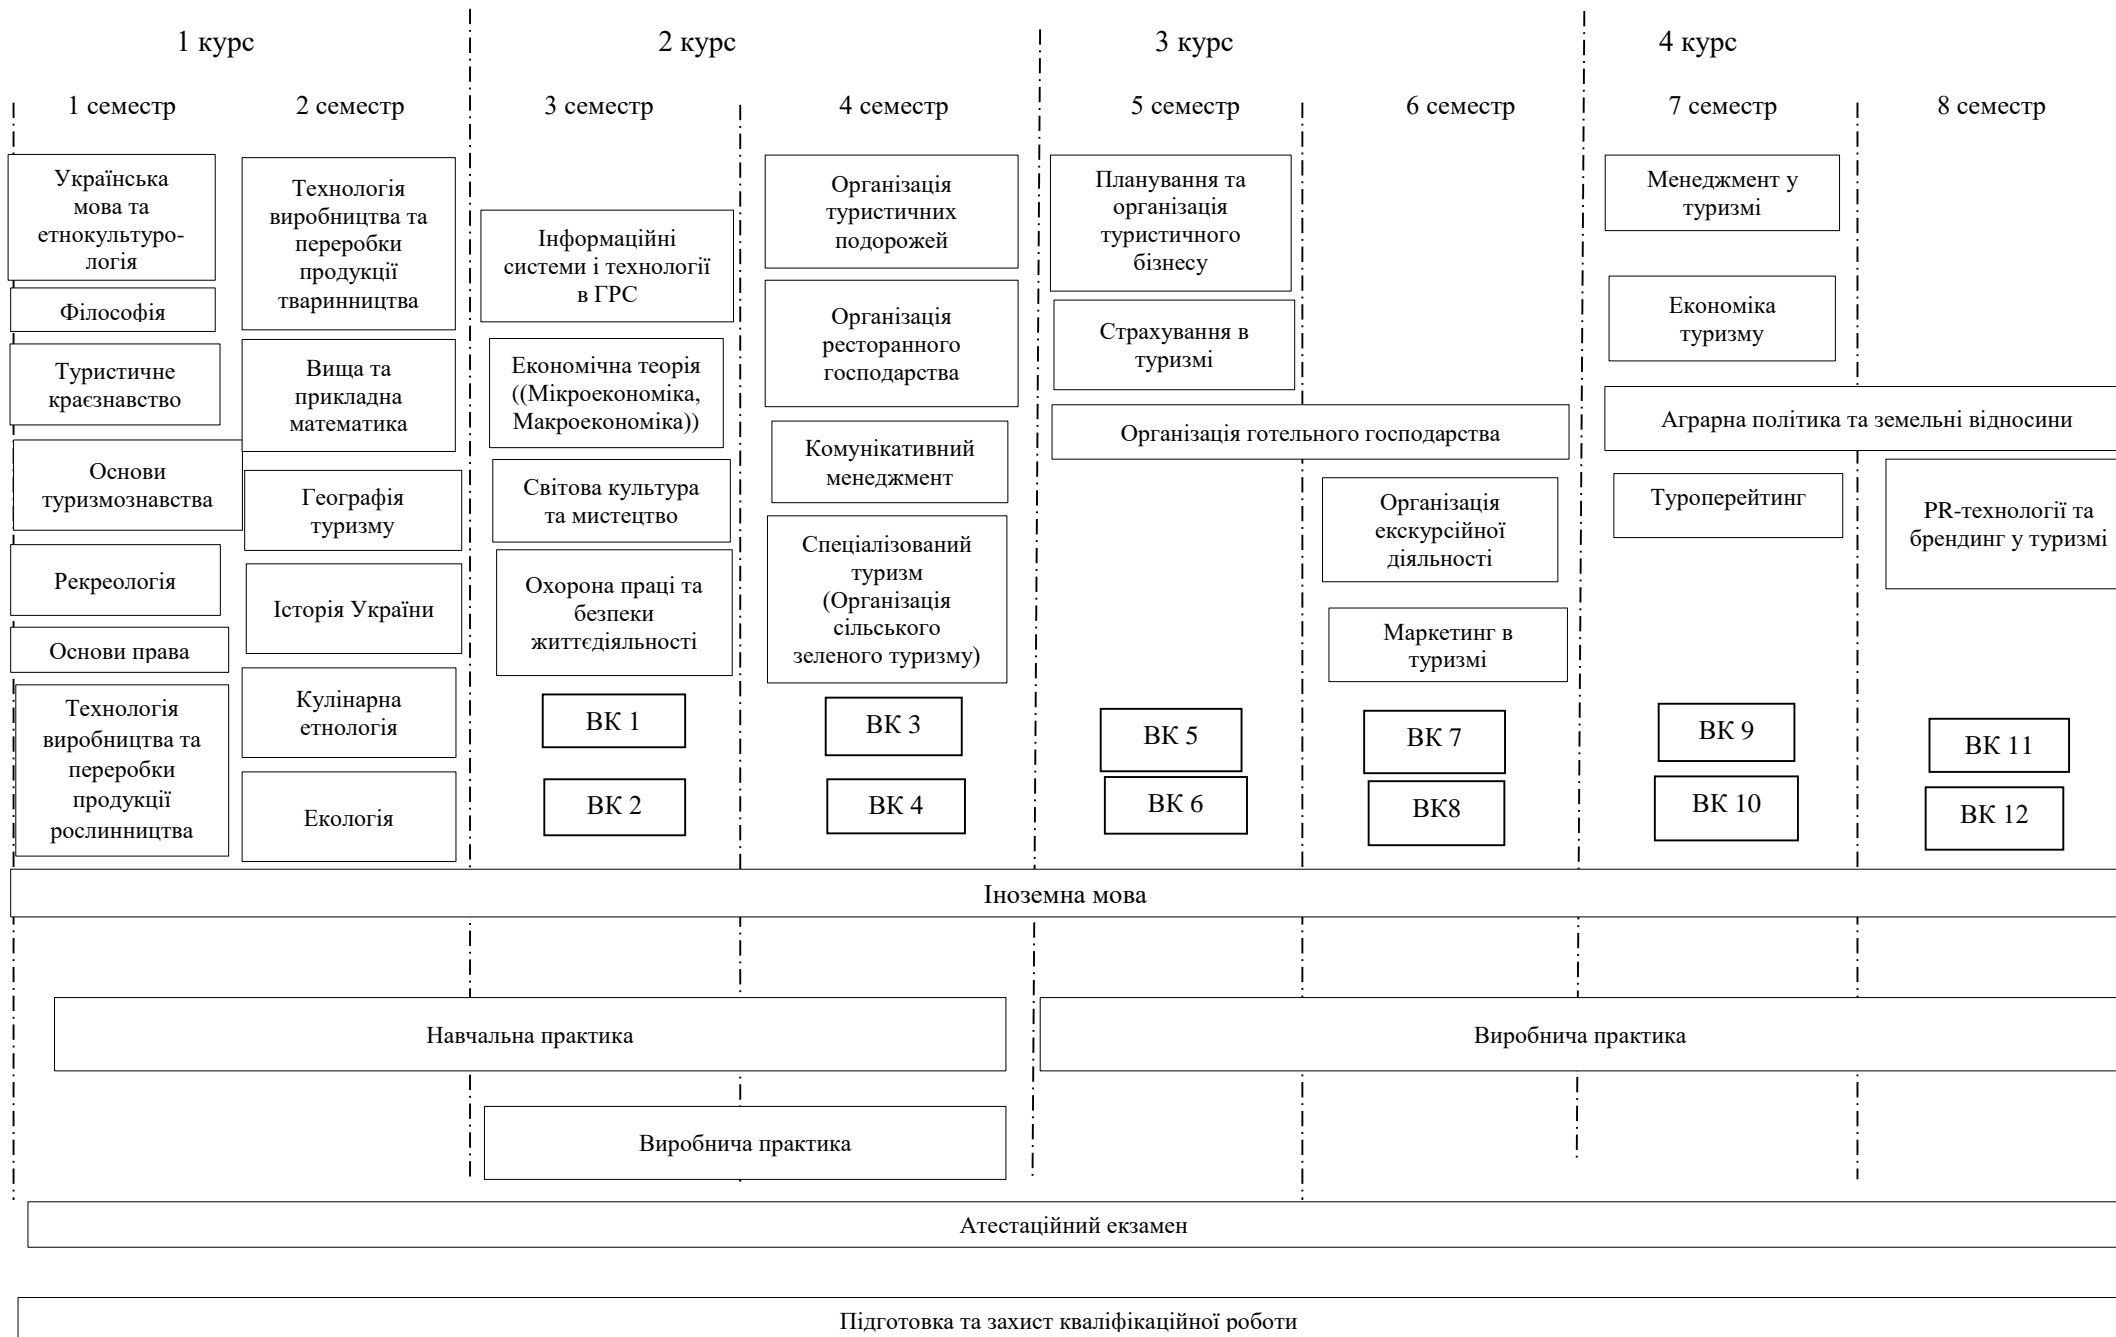 1 курс
2 курс
3 курс
4 курс
1 семестр
2 семестр
3 семестр
4 семестр
5 семестр
6 семестр
7 семестр
8 семестр
Українська
мова та
етнокультуро-
логія
Філософія
Туристичне
краєзнавство
Основи
туризмознавства
Рекреологія
Основи права
Технологія
виробництва та
переробки
продукції
рослинництва
Технологія
виробництва та
переробки
продукції
тваринництва
Вища та
прикладна
математика
Географія
туризму
Історія України
Кулінарна
етнологія
Екологія
Інформаційні
системи і технології
в ГРС
Економічна теорія
((Мікроекономіка,
Макроекономіка))
Світова культура
та мистецтво
Охорона праці та
безпеки
життєдіяльності
ВК 1
ВК 2
Організація
туристичних
подорожей
Організація
ресторанного
господарства
Комунікативний
менеджмент
Спеціалізований
туризм
(Організація
сільського
зеленого туризму)
ВК 3
ВК 4
Планування та
організація
туристичного
бізнесу
Страхування в
туризмі
Організація готельного господарства
ВК 5
ВК 6
Організація
екскурсійної
діяльності
Маркетинг в
туризмі
ВК 7
ВК8
Менеджмент у
туризмі
Економіка
туризму
Аграрна політика та земельні відносини
Туроперейтинг
ВК 9
ВК 10
PR-технології та
брендинг у туризмі
ВК 11
ВК 12
Іноземна мова
Навчальна практика
Виробнича практика
Виробнича практика
Атестаційний екзамен
Підготовка та захист кваліфікаційної роботи